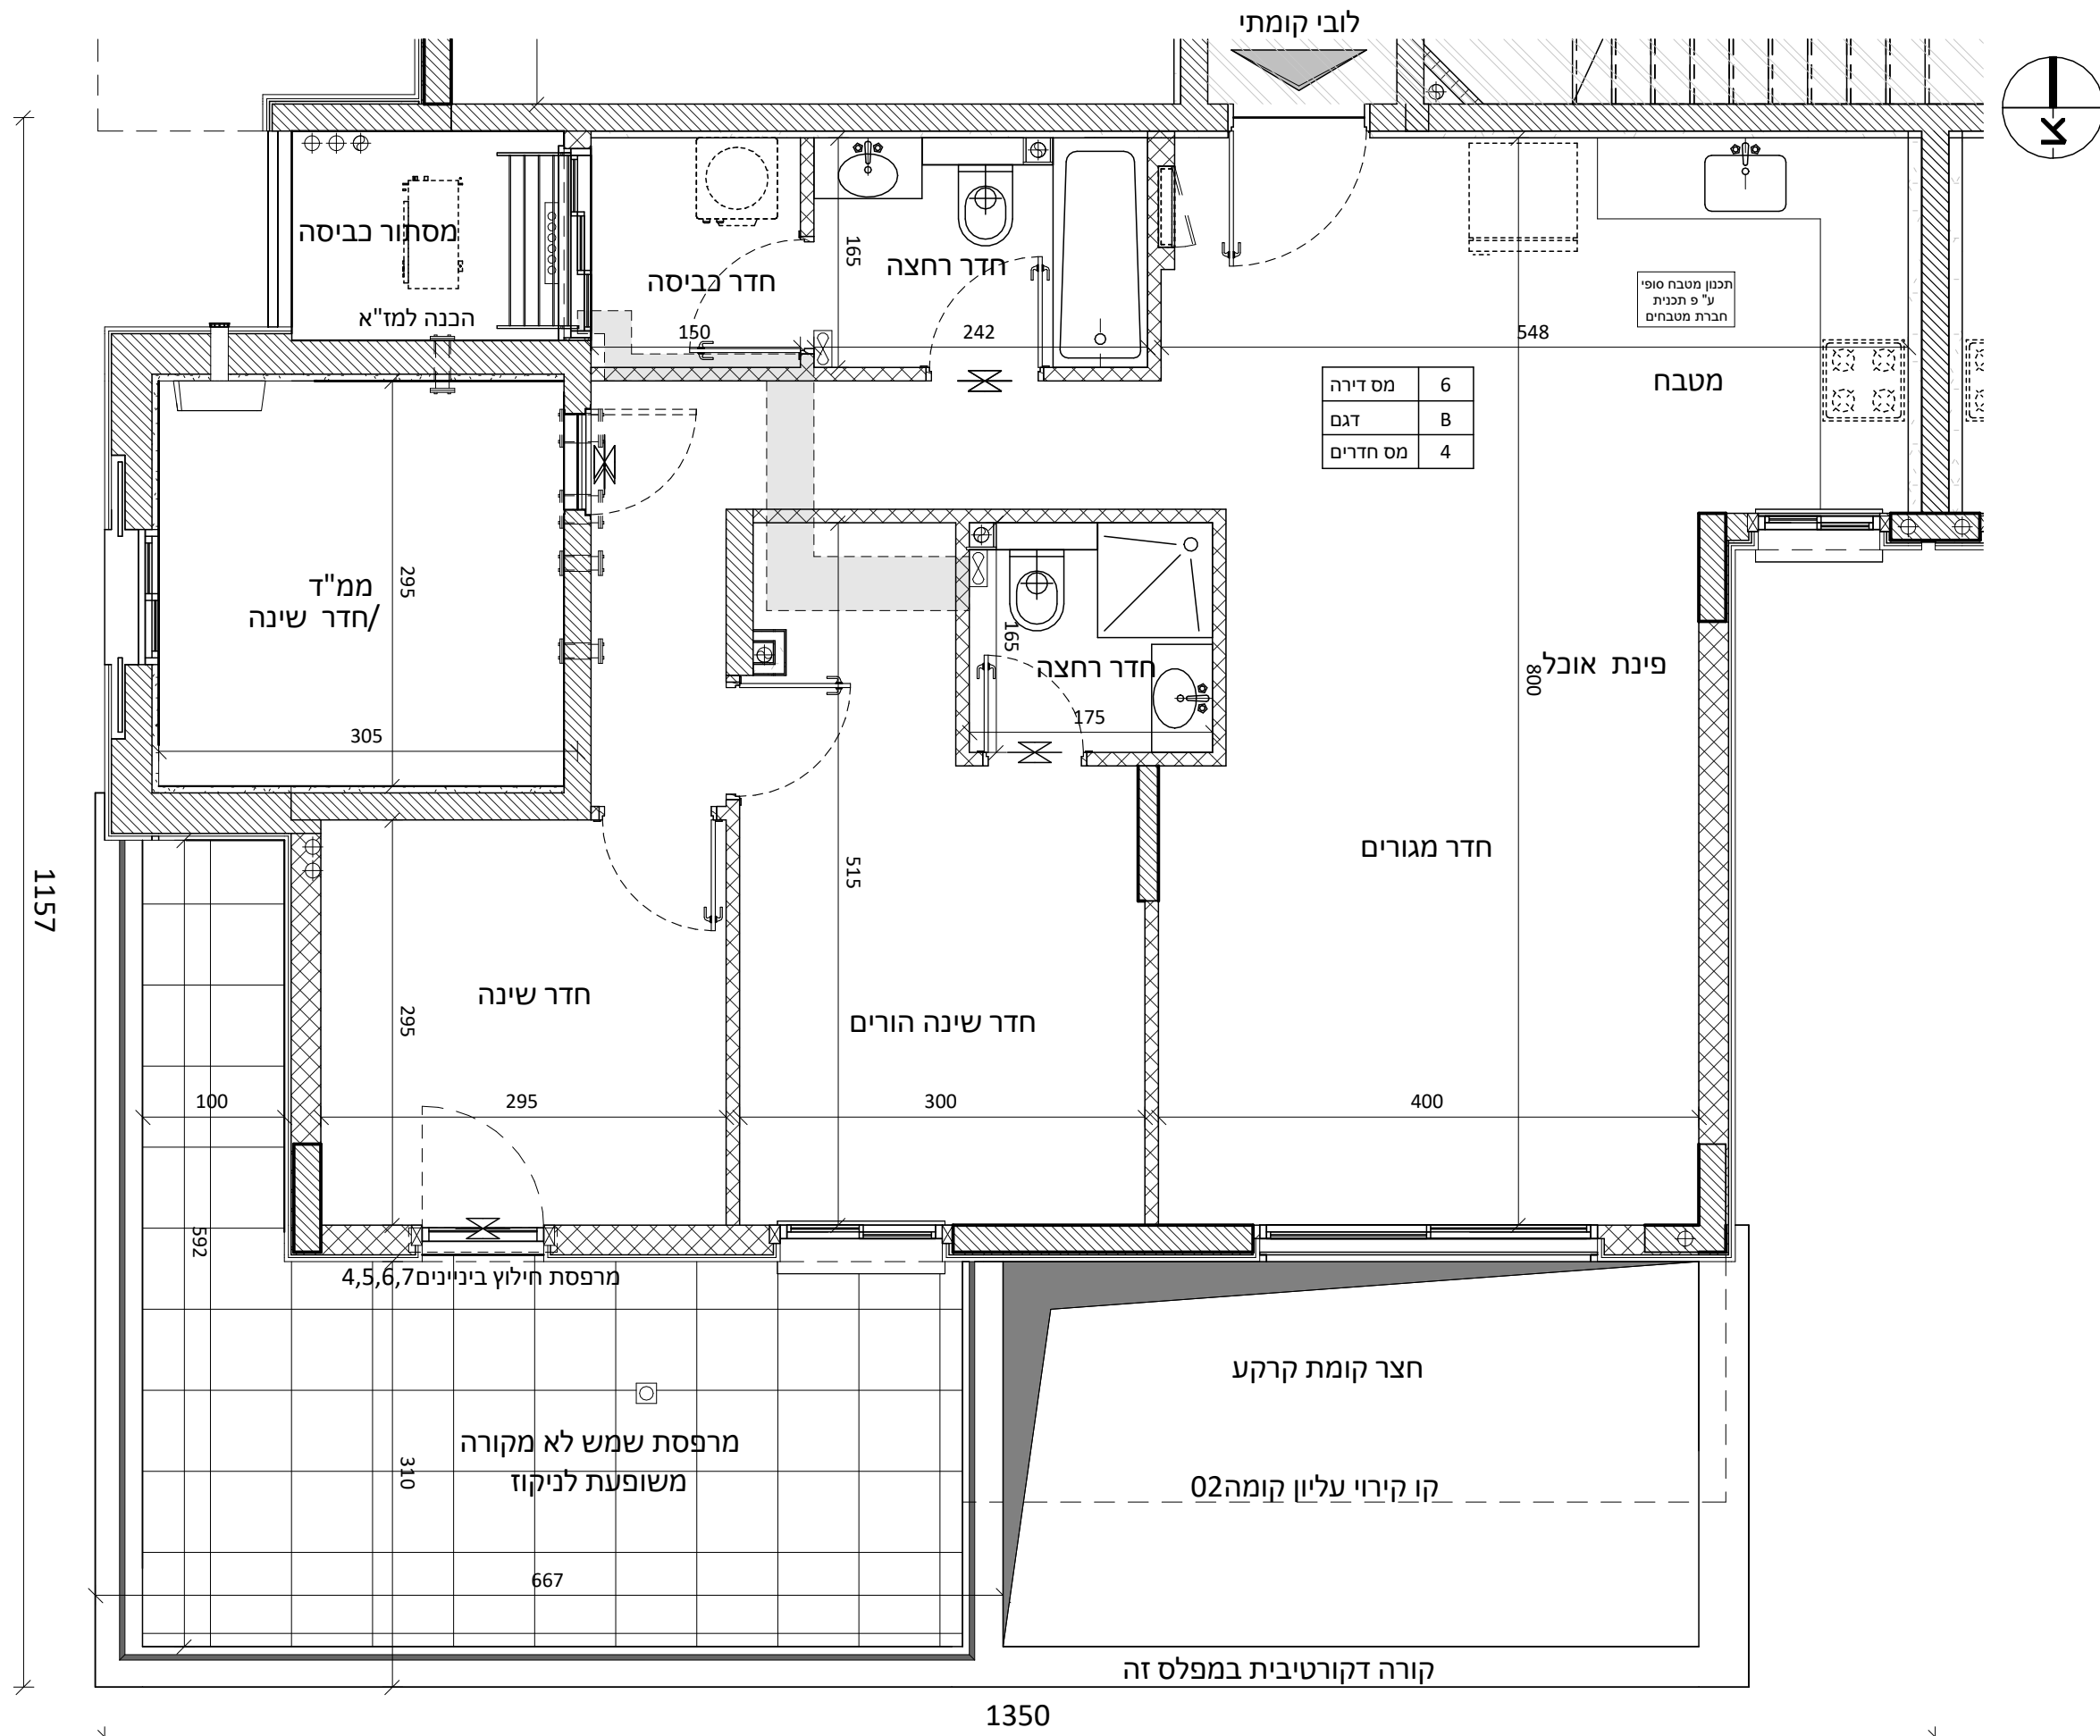 לובי קומתי
מסתור כביסה
הכנה למז"א
חדר כביסה
150
165
חדר רחצה
242
548
תכנון מטבח סופי
ע"פ תכנית
חברת מטבחים
מטבח
מס דירה 6
דגם B
מס חדרים 4
ממ"ד
/חדר שינה
295
305
165
חדר רחצה
175
פינת אוכל
800
חדר מגורים
515
1157
חדר שינה
295
חדר שינה הורים
100
295
300
400
592
מרפסת חילוץ ביניינים4,5,6,7
חצר קומת קרקע
מרפסת שמש לא מקורה
משופעת לניקוז
310
קו קירוי עליון קומה02
667
קורה דקורטיבית במפלס זה
1350
א